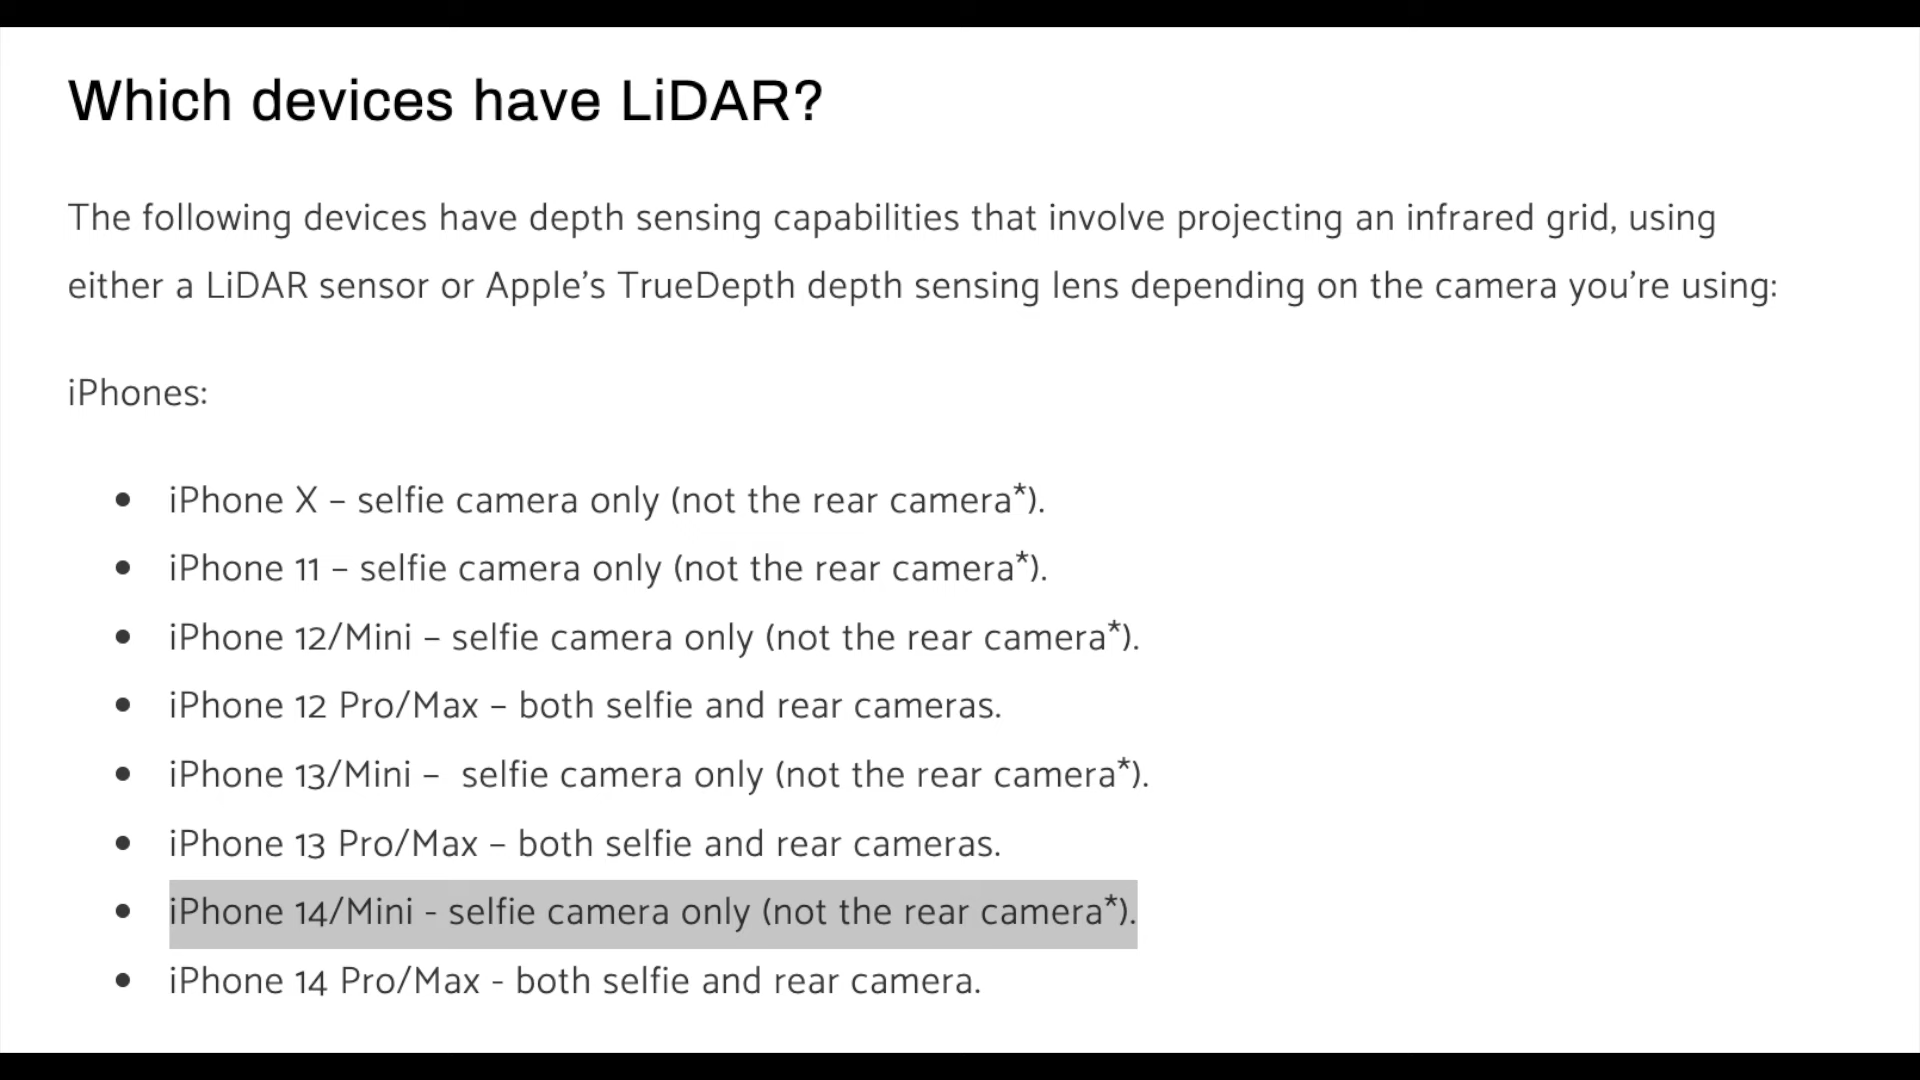 Which devices have LiDAR?
The following devices have depth sensing capabilities that involve projecting an infrared grid, using
either a LiDAR sensor or Apple’s TrueDepth depth sensing lens depending on the camera you’re using:
iPhones:
• iPhone X – selfie camera only (not the rear camera*).
• iPhone 11 – selfie camera only (not the rear camera*).
• iPhone 12/Mini – selfie camera only (not the rear camera*).
• iPhone 12 Pro/Max – both selfie and rear cameras.
• iPhone 13/Mini –  selfie camera only (not the rear camera*).
• iPhone 13 Pro/Max – both selfie and rear cameras.
• iPhone 14/Mini - selfie camera only (not the rear camera*).
• iPhone 14 Pro/Max - both selfie and rear camera.